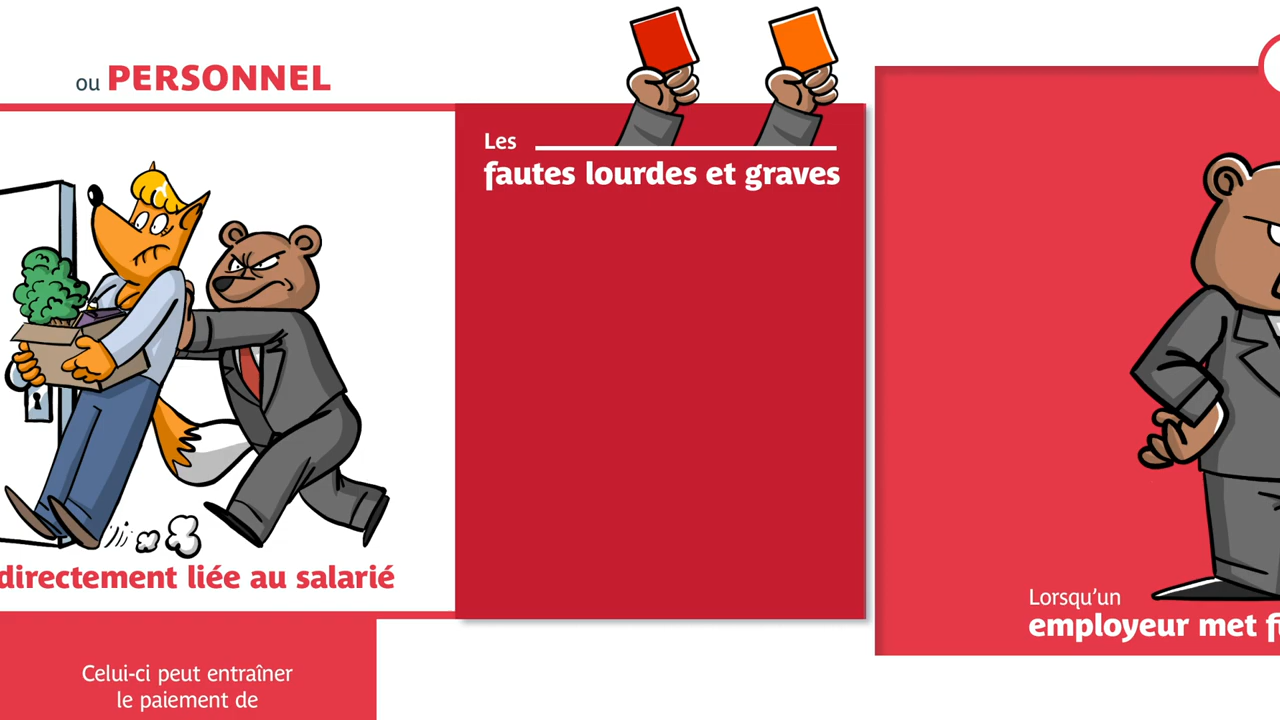 ou PERSONNEL
directement liée au salarié
Celui-ci peut entraîner
le paiement de
Les
fautes lourdes et graves
Lorsqu'un
employeur met